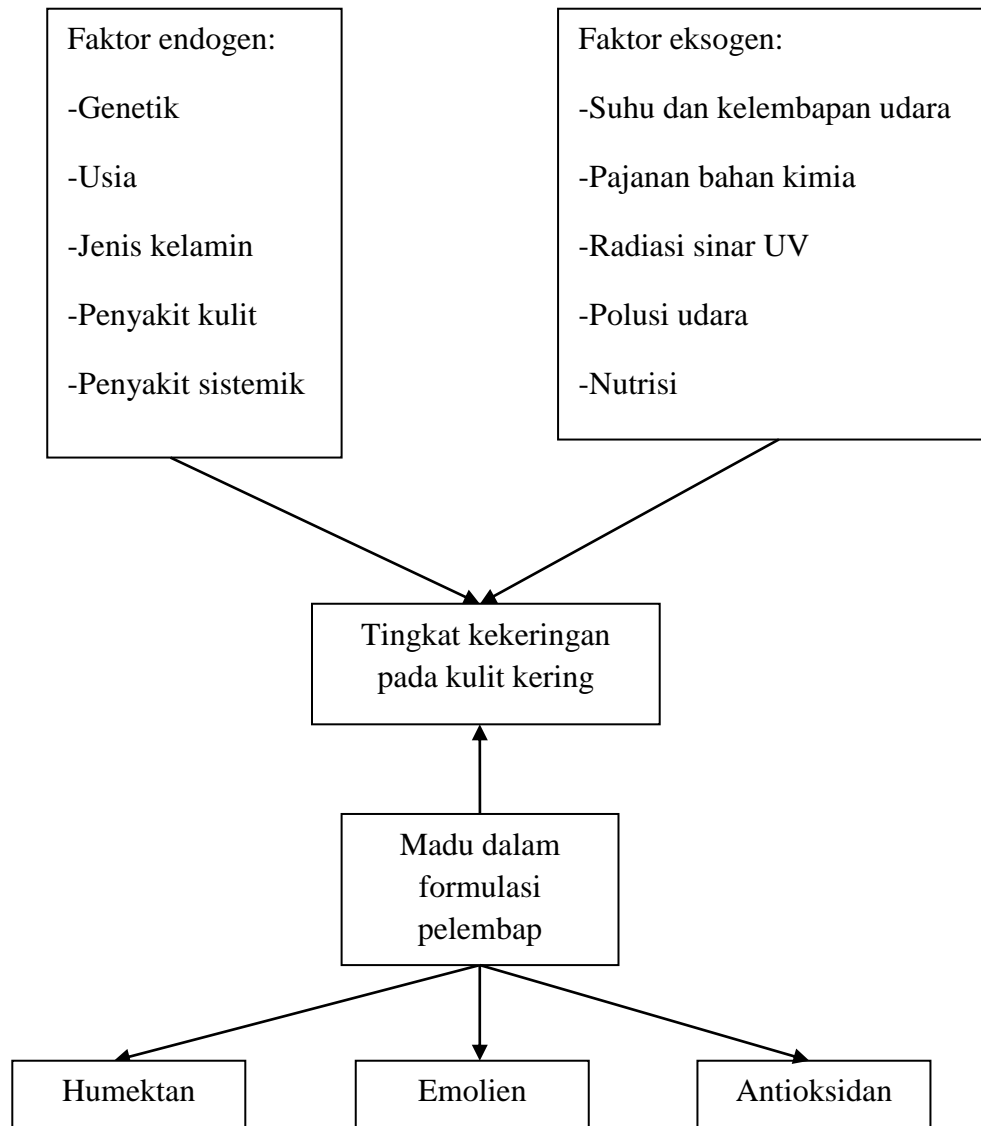 Faktor endogen:
-Genetik
-Usia
-Jenis kelamin
-Penyakit kulit
-Penyakit sistemik
Faktor eksogen:
-Suhu dan kelembapan udara
-Pajanan bahan kimia
-Radiasi sinar UV
-Polusi udara
-Nutrisi
Tingkat kekeringan
pada kulit kering
Madu dalam
formulasi
pelembap
Humektan
Emolien
Antioksidan